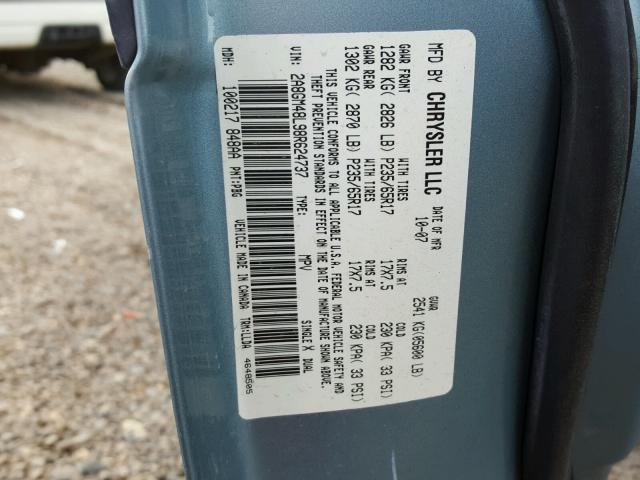 MFD BY CHRYSLER LLC DATE OF MFR 10-07 GVWR 2541 KG(05600 LB)
GAWR FRONT WITH TIRES RIMS AT COLD
1282 KG( 2826 LB) P235/65R17 17X7.5 230 KPA( 33 PSI)
GAWR REAR WITH TIRES RIMS AT COLD
1302 KG( 2870 LB) P235/65R17 17X7.5 230 KPA( 33 PSI)
THIS VEHICLE CONFORMS TO ALL APPLICABLE U.S.A. FEDERAL MOTOR VEHICLE SAFETY AND
THEFT PREVENTION STANDARDS IN EFFECT ON THE DATE OF MANUFACTURE SHOWN ABOVE.
VIN: 2A8GM48L98R624737 TYPE: MPV SINGLE X DUAL
MDH: 100217 848AA PNT:PBG VEHICLE MADE IN CANADA TRM:LLDA 4648505